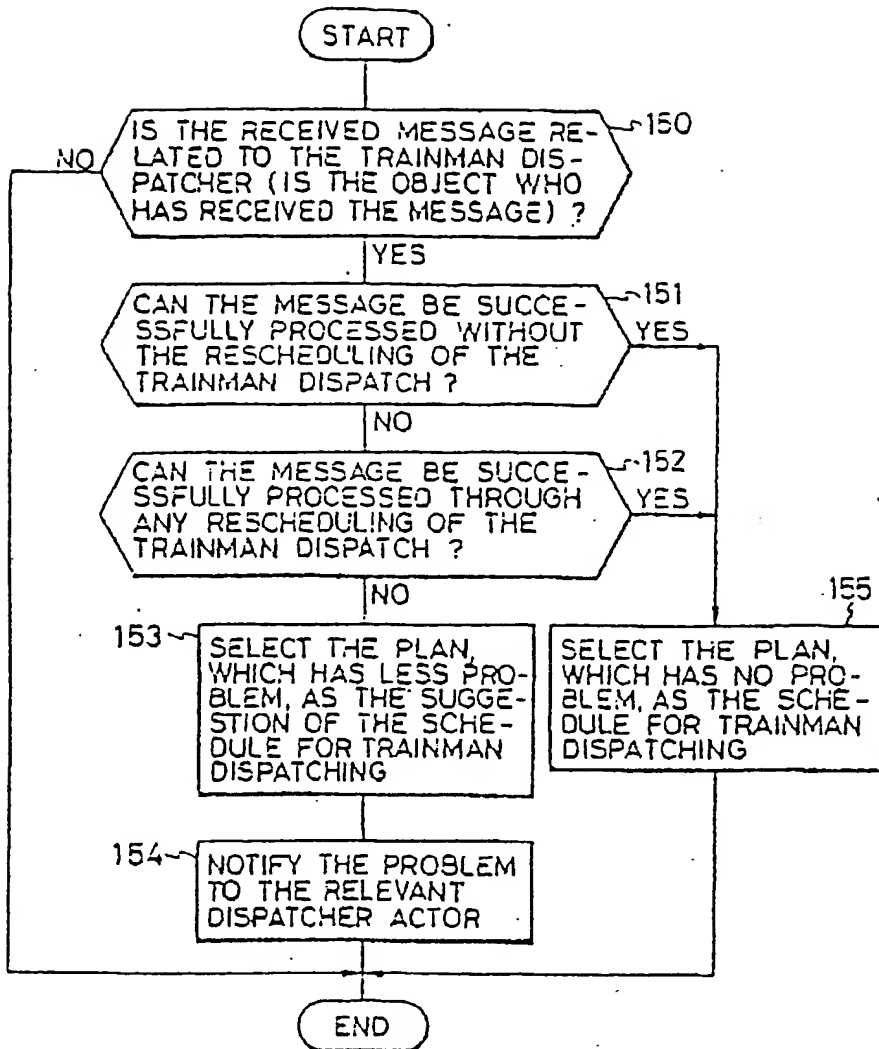 START
IS THE RECEIVED MESSAGE RE-
LATED TO THE TRAINMAN DIS-
PATCHER (IS THE OBJECT WHO
HAS RECEIVED THE MESSAGE) ?
150
NO
YES
CAN THE MESSAGE BE SUCCE-
SSFULLY PROCESSED WITHOUT
THE RESCHEDULING OF THE
TRAINMAN DISPATCH ?
151
YES
NO
CAN THE MESSAGE BE SUCCE-
SSFULLY PROCESSED THROUGH
ANY RESCHEDULING OF THE
TRAINMAN DISPATCH ?
152
YES
NO
153
SELECT THE PLAN,
WHICH HAS LESS PRO-
BLEM, AS THE SUGGE-
STION OF THE SCHE-
DULE FOR TRAINMAN
DISPATCHING
155
SELECT THE PLAN,
WHICH HAS NO PRO-
BLEM, AS THE SCHE-
DULE FOR TRAINMAN
DISPATCHING
154
NOTIFY THE PROBLEM
TO THE RELEVANT
DISPATCHER ACTOR
END